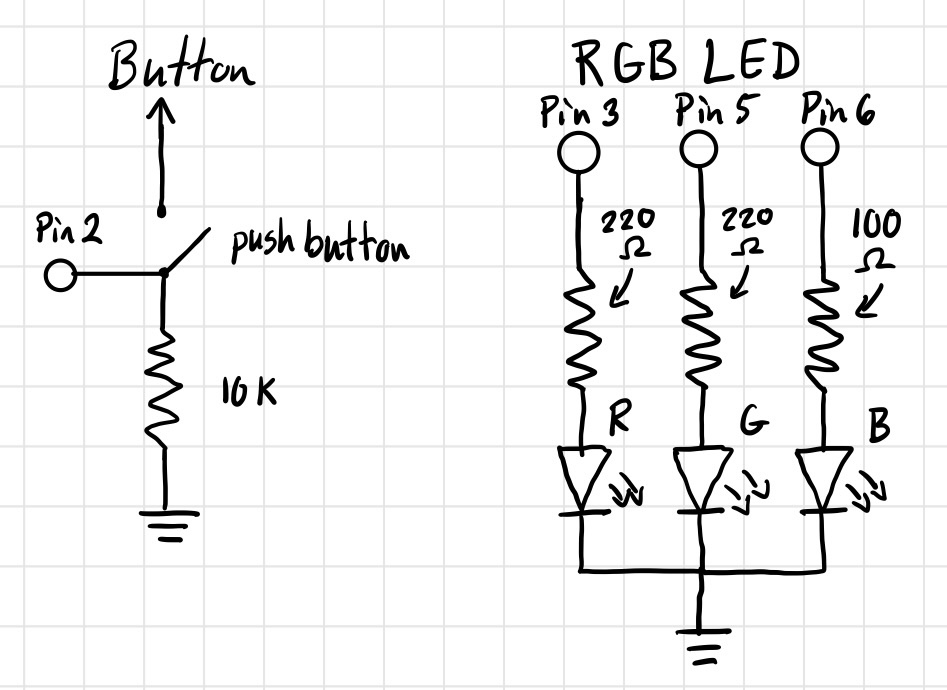 Button
Pin 2
push button
10 K
RGB LED
Pin 3 Pin 5 Pin 6
220 Ω
220 Ω
100 Ω
R
G
B